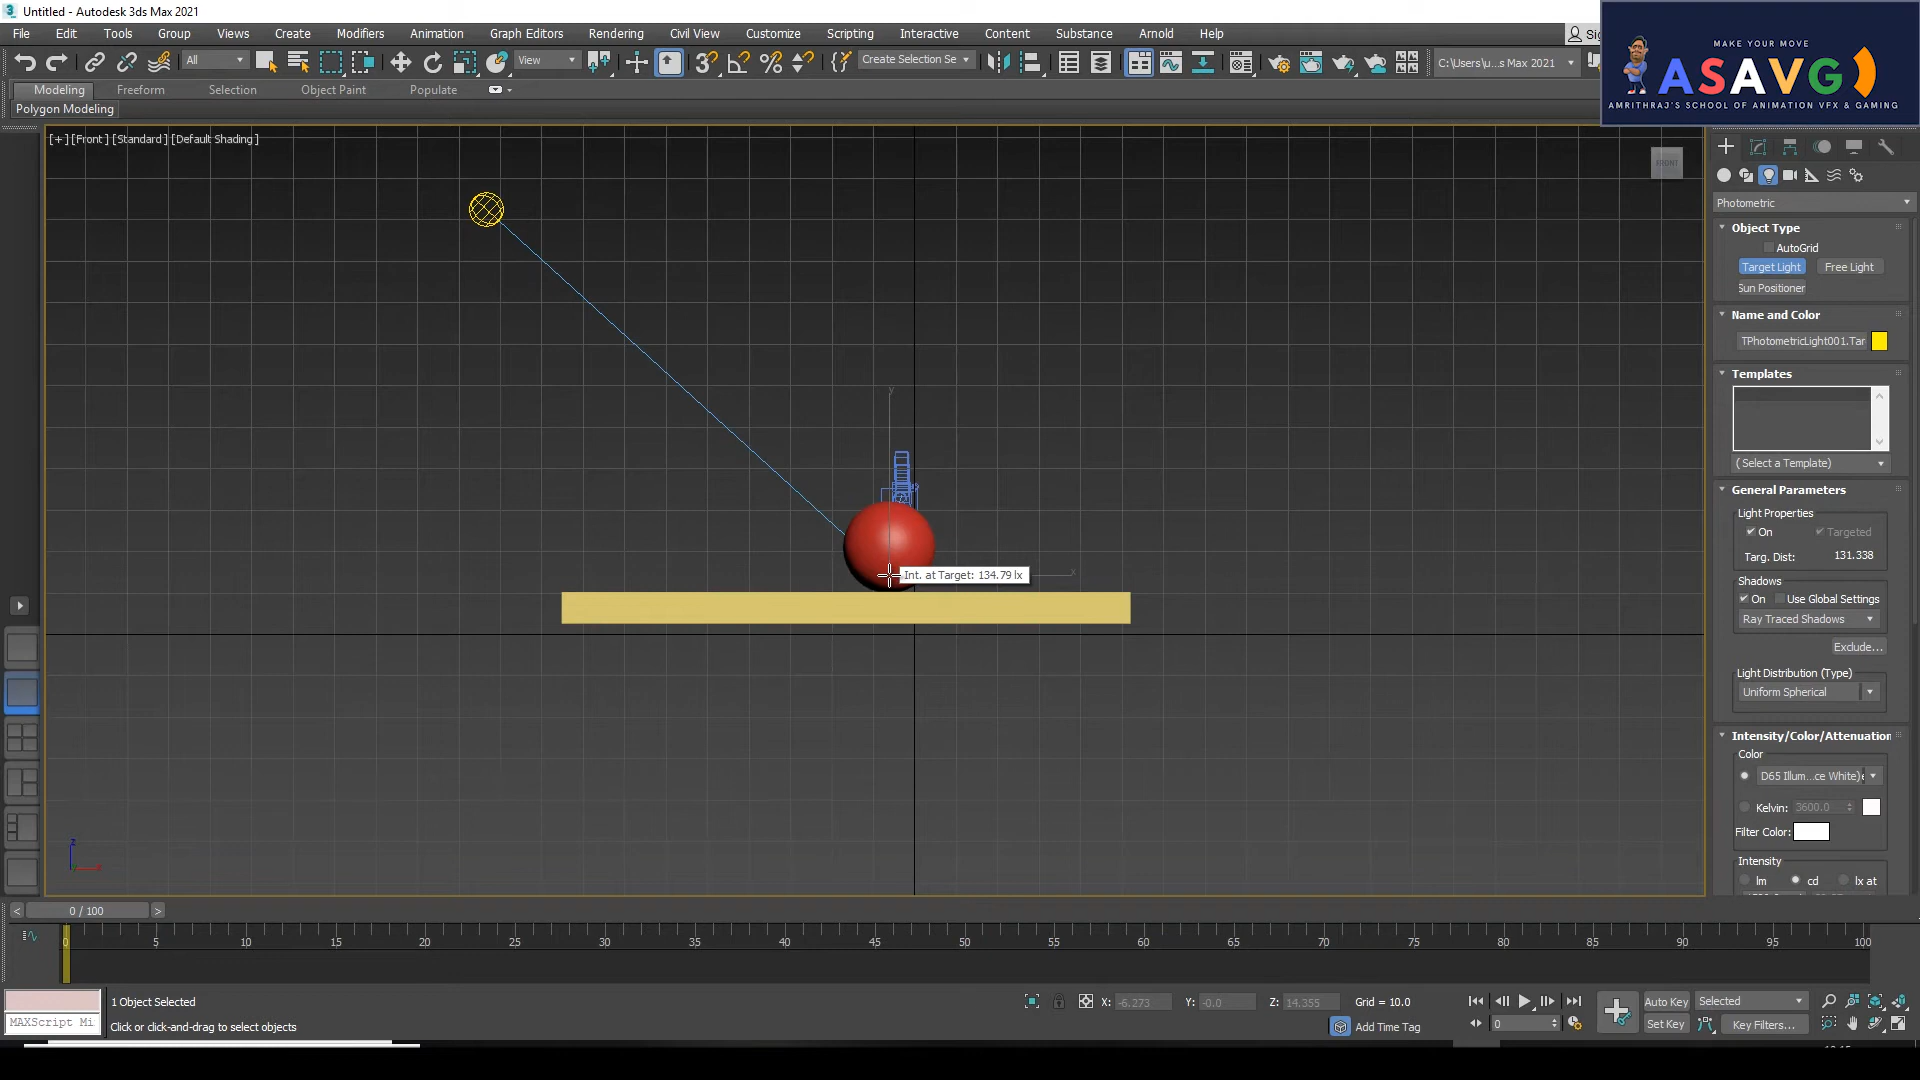 Untitled - Autodesk 3ds Max 2021
File Edit Tools Group Views Create Modifiers Animation Graph Editors Rendering Civil View Customize Scripting Interactive Content Substance Arnold Help
All View Create Selection Se C:\Users\u...s Max 2021
MAKE YOUR MOVE
ASAVG
AMRITHRAJ'S SCHOOL OF ANIMATION VFX & GAMING
Modeling Freeform Selection Object Paint Populate
Polygon Modeling
[+] [Front ] [Standard ] [Default Shading ]
FRONT
Photometric
Object Type
AutoGrid
Target Light Free Light
Sun Positioner
Name and Color
TPhotometricLight001.Tar
Templates
(Select a Template)
General Parameters
Light Properties
On Targeted
Targ. Dist: 131.338
Shadows
On Use Global Settings
Ray Traced Shadows
Exclude...
Light Distribution (Type)
Uniform Spherical
Intensity/Color/Attenuation
Color
D65 Illum...ce White)
Kelvin: 3600.0
Filter Color:
Intensity
lm cd lx at
y
Int. at Target: 134.79 lx
x
z
0 / 100
0 5 10 15 20 25 30 35 40 45 50 55 60 65 70 75 80 85 90 95 100
1 Object Selected
X: -6.273 Y: -0.0 Z: 14.355 Grid = 10.0
Auto Key Selected
MAXScript Mi
Click or click-and-drag to select objects
Add Time Tag
0
Set Key Key Filters...